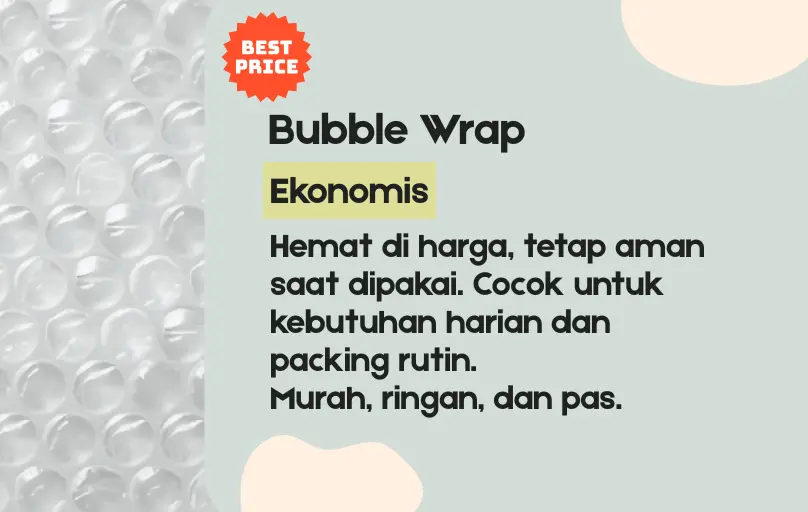 BEST
PRICE
Bubble Wrap
Ekonomis
Hemat di harga, tetap aman
saat dipakai. Cocok untuk
kebutuhan harian dan
packing rutin.
Murah, ringan, dan pas.